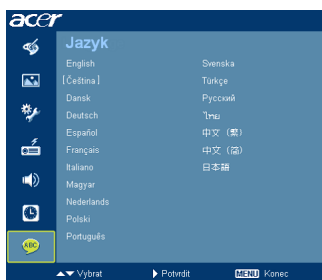 acer
Jazyk
English
[Čeština]
Dansk
Deutsch
Español
Français
Italiano
Magyar
Nederlands
Polski
Português
Svenska
Türkçe
Русский
ไทย
中文 (繁)
中文 (简)
日本語
ABC
▲▼ Vybrat ▶ Potvrdit MENU Konec